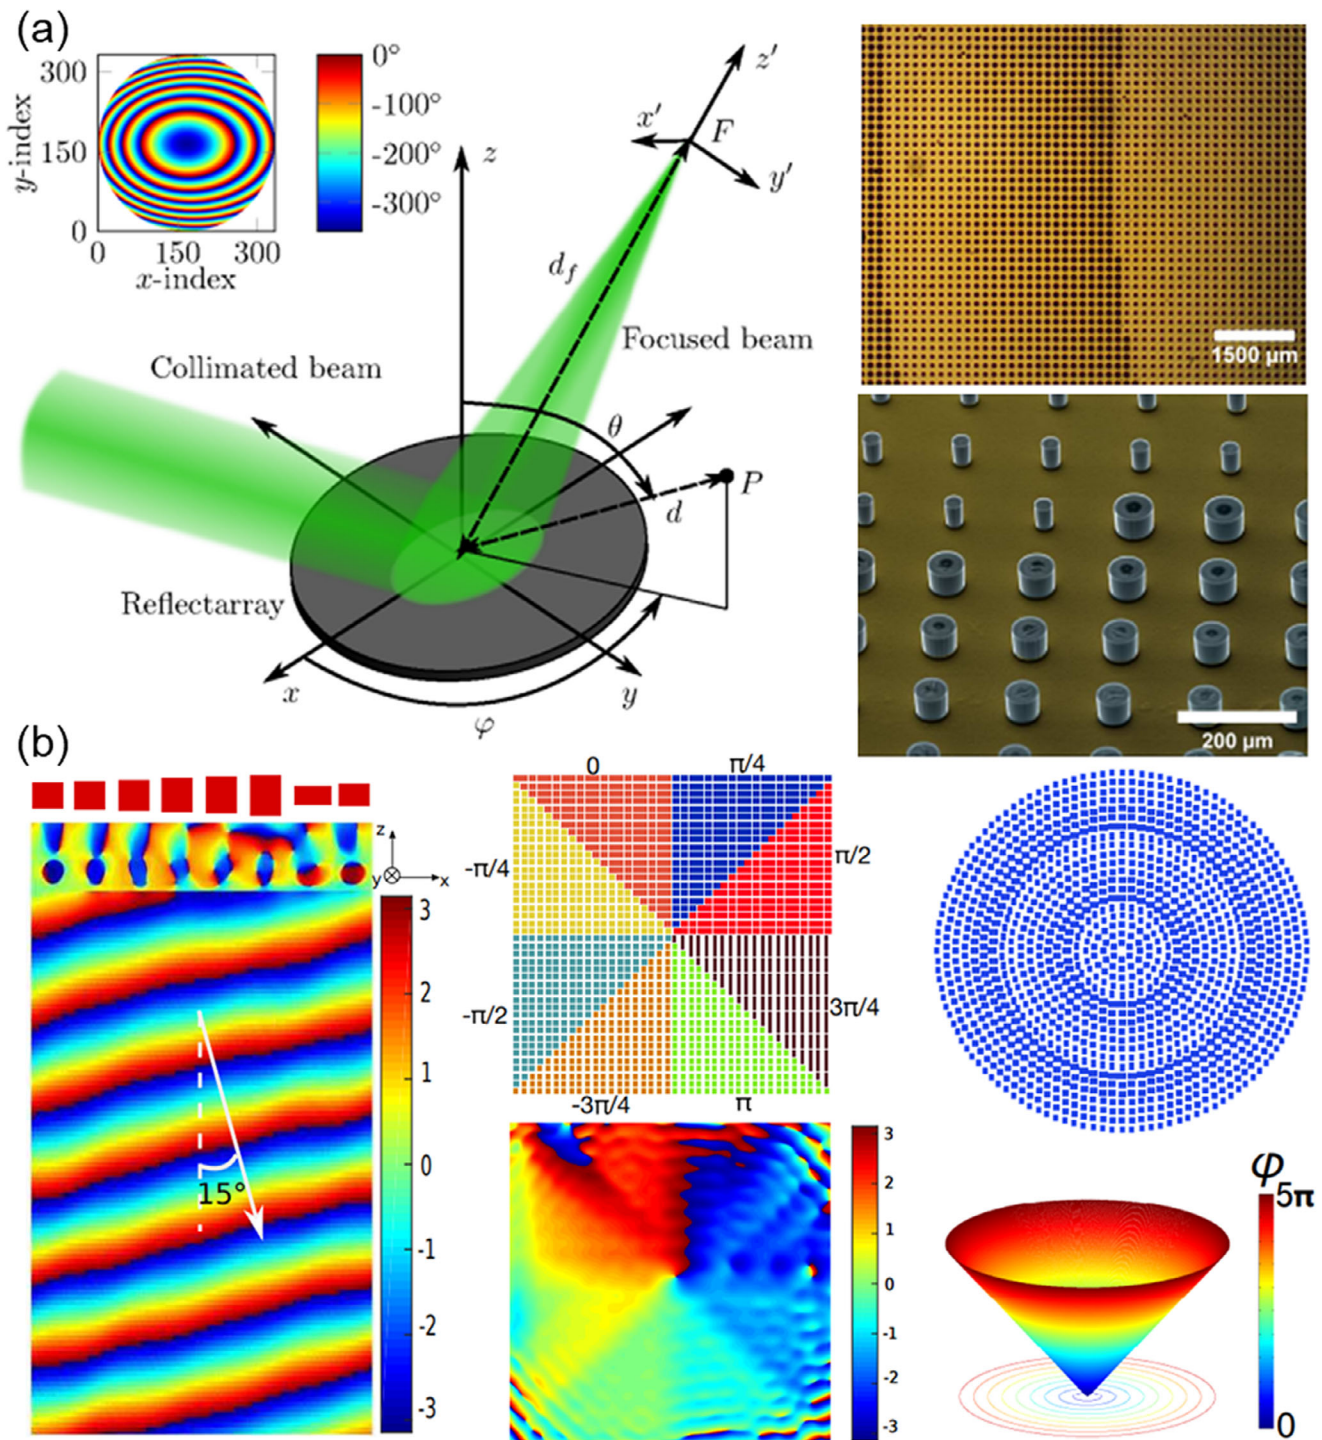 (a)
300
150
0
y-index
0 150 300
x-index
0°
-100°
-200°
-300°
z
z′
x′
F
y′
d_f
Focused beam
Collimated beam
θ
P
d
Reflectarray
x
y
φ
1500 µm
200 µm
(b)
z
y
x
3
2
1
0
-1
-2
-3
15°
0
π/4
-π/4
π/2
-π/2
3π/4
-3π/4
π
3
2
1
0
-1
-2
-3
φ
5π
0